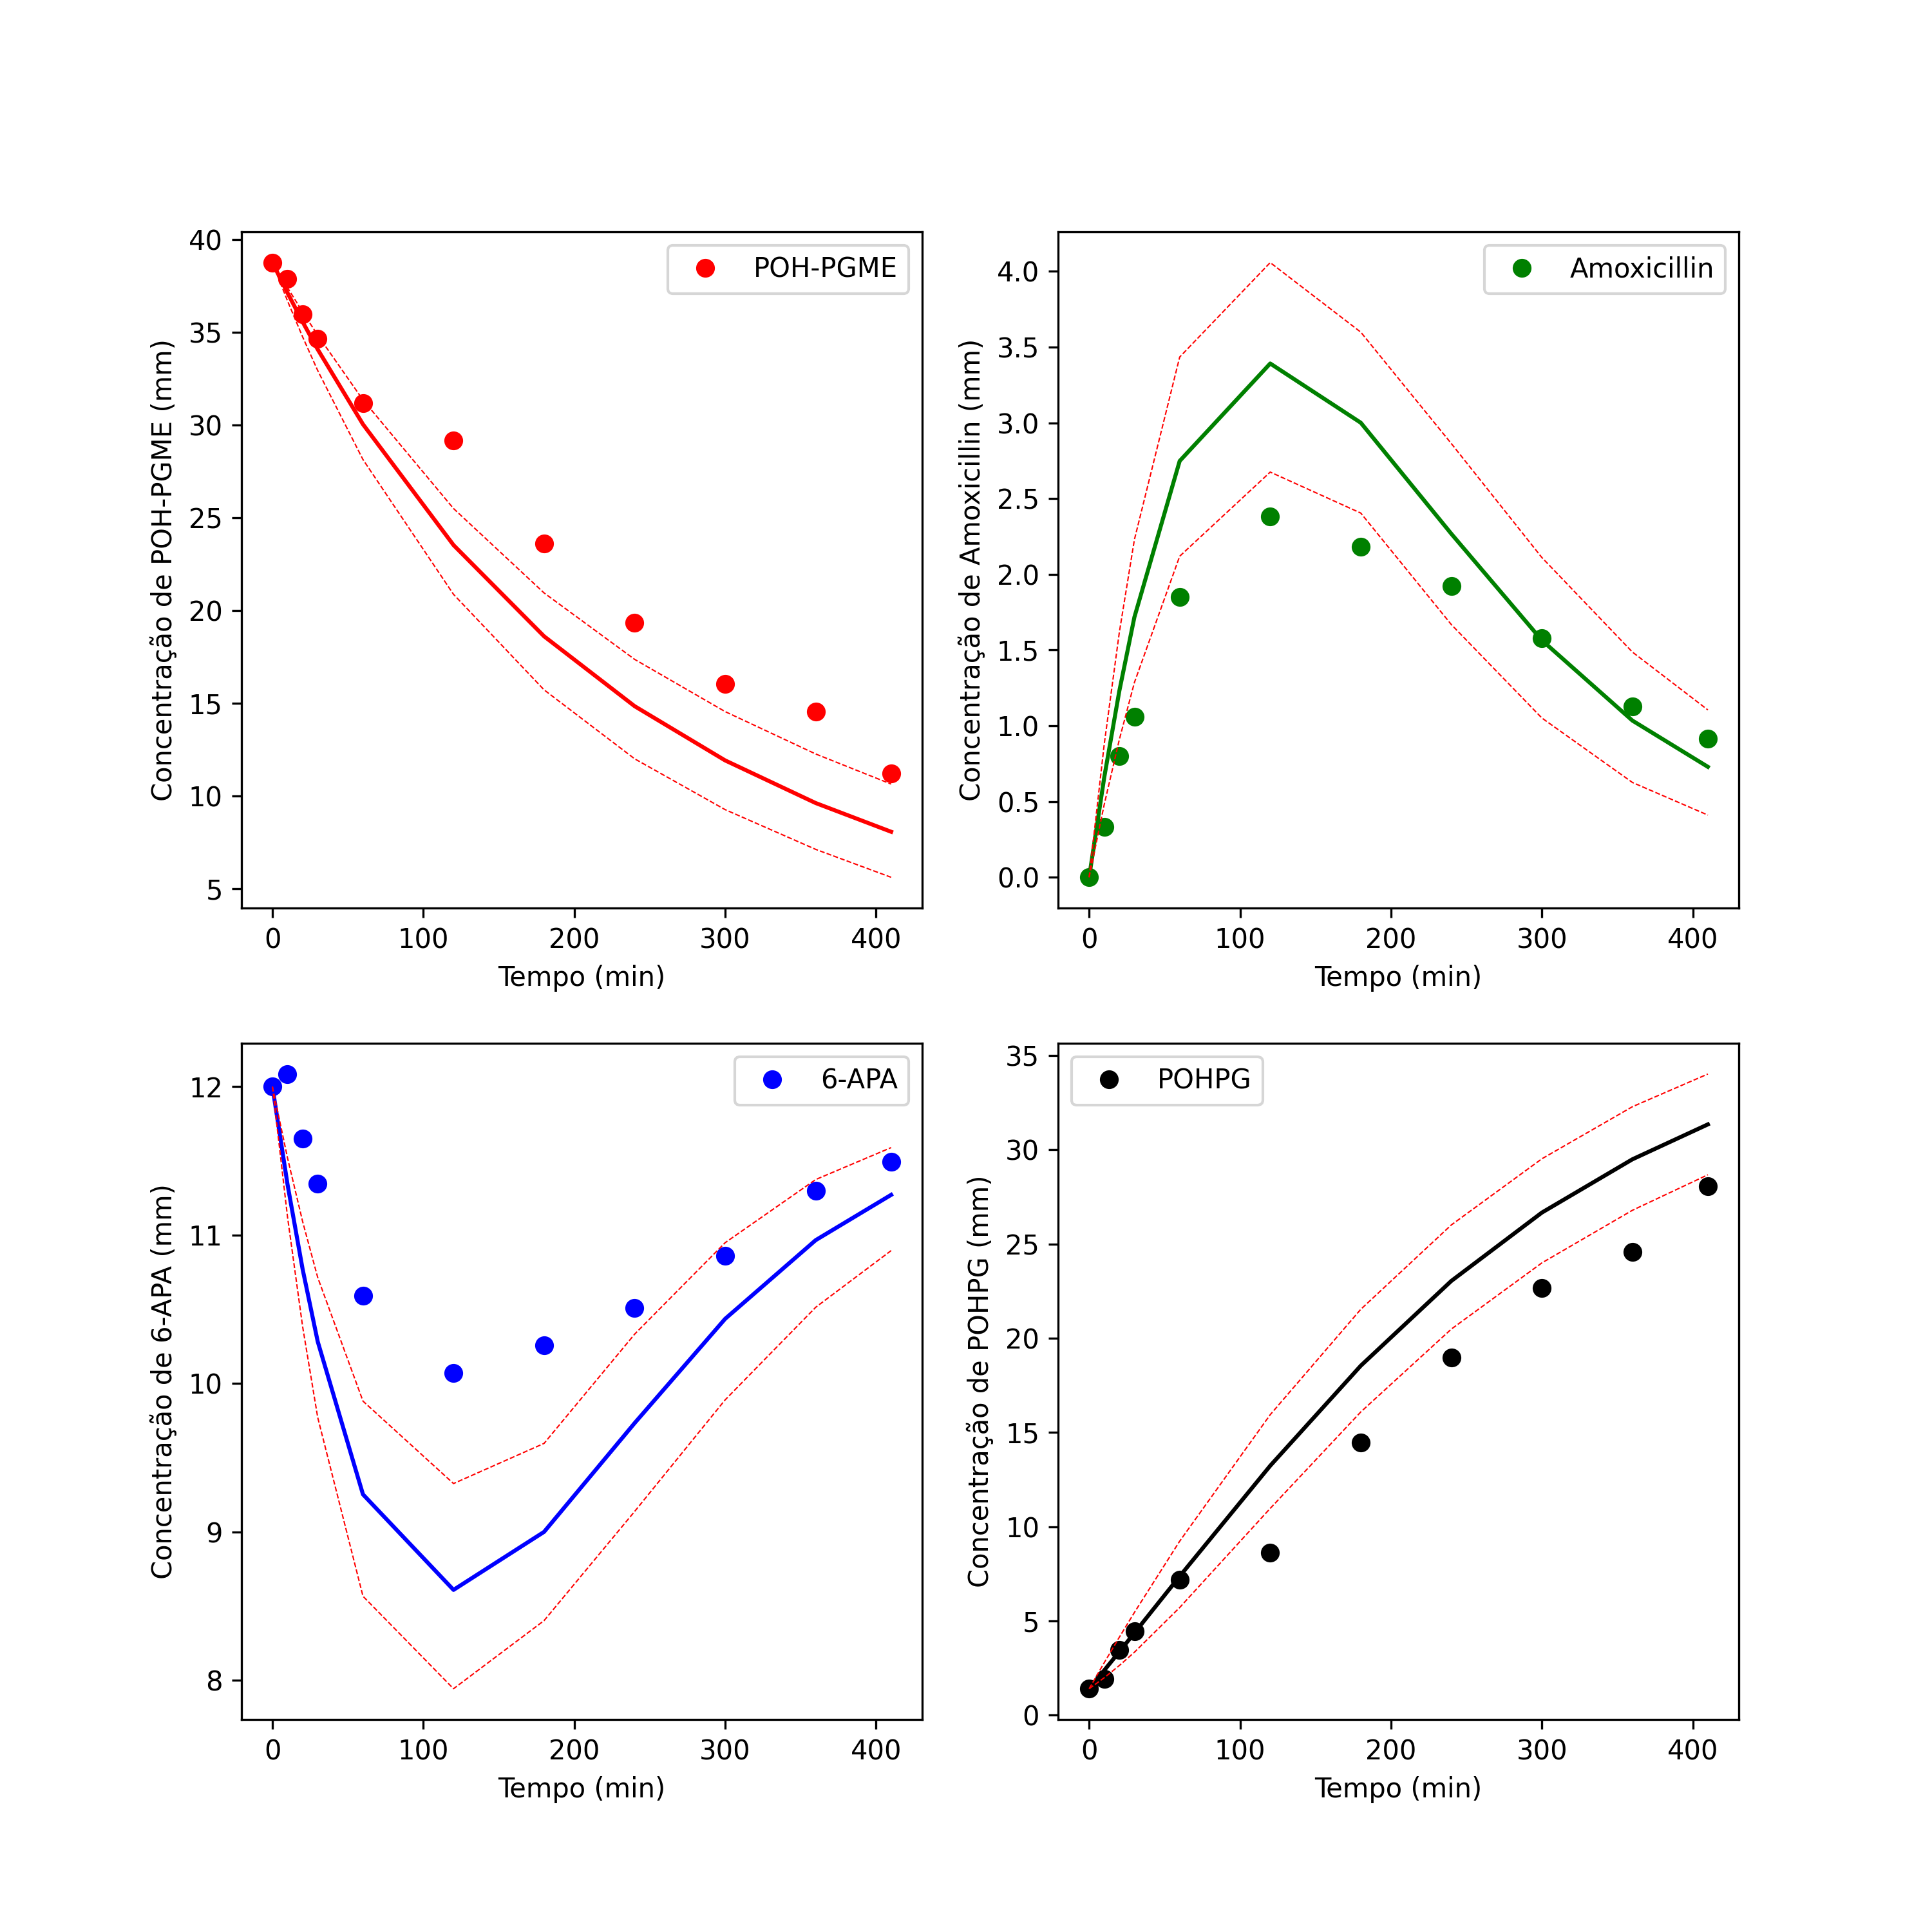 40
35
30
25
20
15
10
5
Concentração de POH-PGME (mm)
POH-PGME
0 100 200 300 400
Tempo (min)
4.0
3.5
3.0
2.5
2.0
1.5
1.0
0.5
0.0
Concentração de Amoxicillin (mm)
Amoxicillin
0 100 200 300 400
Tempo (min)
12
11
10
9
8
Concentração de 6-APA (mm)
6-APA
0 100 200 300 400
Tempo (min)
35
30
25
20
15
10
5
0
Concentração de POHPG (mm)
POHPG
0 100 200 300 400
Tempo (min)